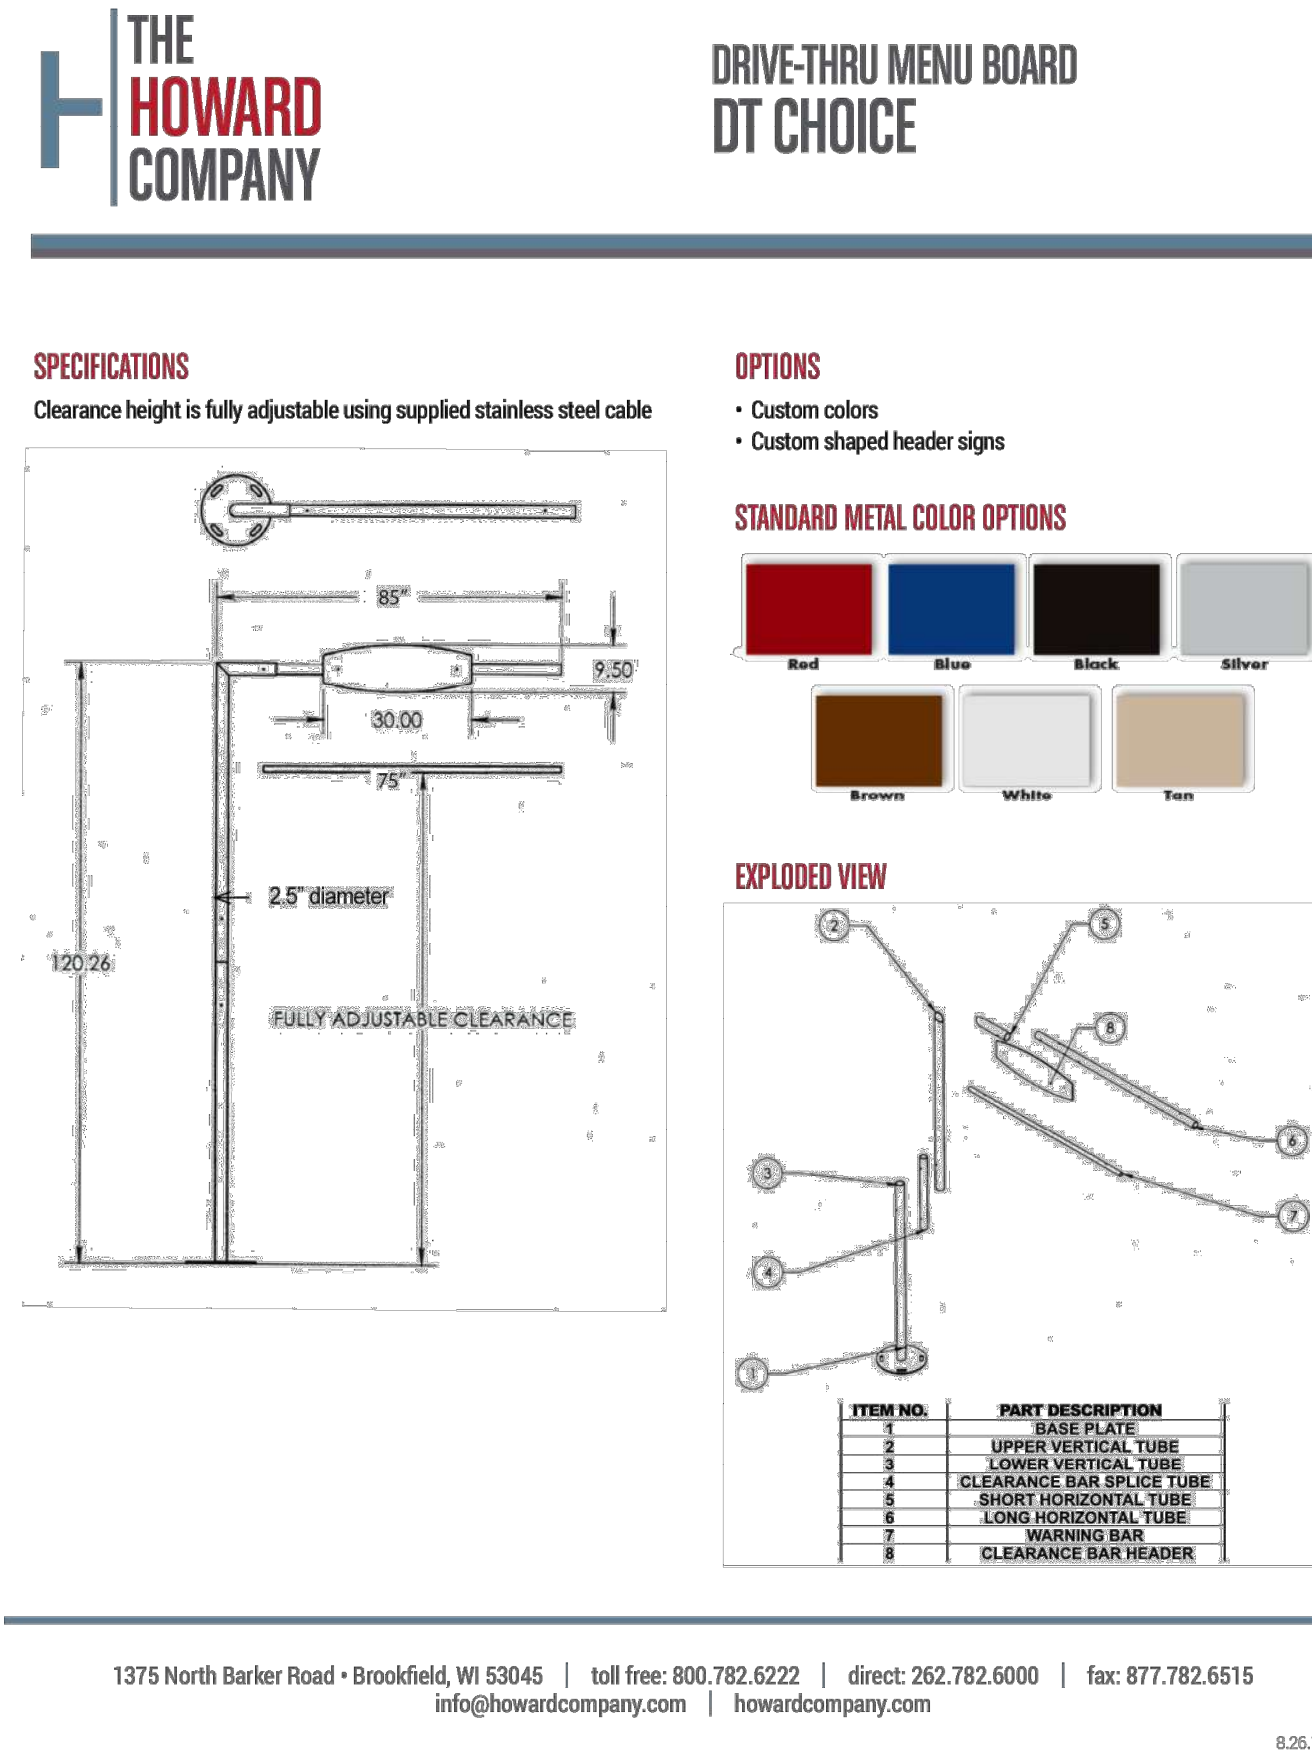 THE
HOWARD
COMPANY
DRIVE-THRU MENU BOARD
DT CHOICE
SPECIFICATIONS
Clearance height is fully adjustable using supplied stainless steel cable
85"
9.50
30.00
75"
2.5" diameter
120.26
FULLY ADJUSTABLE CLEARANCE
OPTIONS
• Custom colors
• Custom shaped header signs
STANDARD METAL COLOR OPTIONS
Red Blue Black Silver
Brown White Tan
EXPLODED VIEW
2
5
8
6
3
7
4
1
ITEM NO. PART DESCRIPTION
1 BASE PLATE
2 UPPER VERTICAL TUBE
3 LOWER VERTICAL TUBE
4 CLEARANCE BAR SPLICE TUBE
5 SHORT HORIZONTAL TUBE
6 LONG HORIZONTAL TUBE
7 WARNING BAR
8 CLEARANCE BAR HEADER
1375 North Barker Road • Brookfield, WI 53045 | toll free: 800.782.6222 | direct: 262.782.6000 | fax: 877.782.6515
info@howardcompany.com | howardcompany.com
8.26.